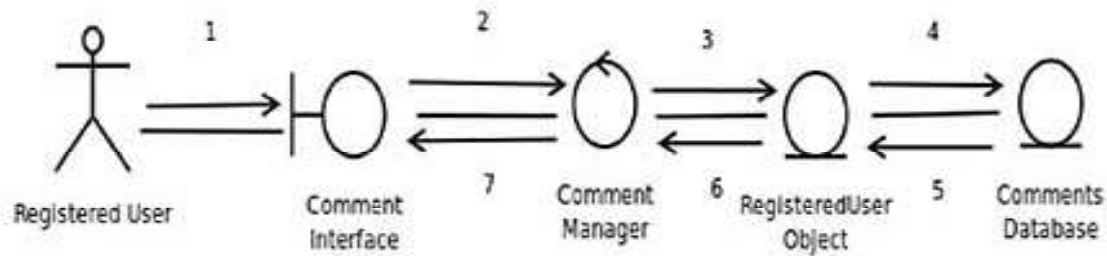 1
2
3
4
7
6
5
Registered User
Comment
Interface
Comment
Manager
RegisteredUser
Object
Comments
Database